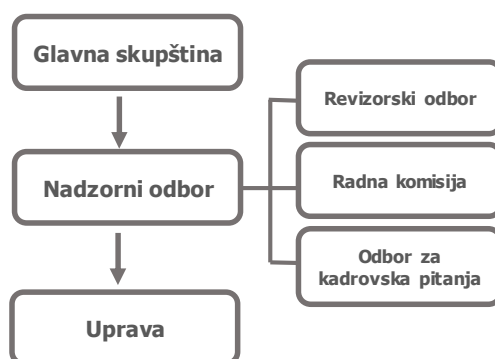 Glavna skupština
Revizorski odbor
Nadzorni odbor
Radna komisija
Odbor za
kadrovska pitanja
Uprava